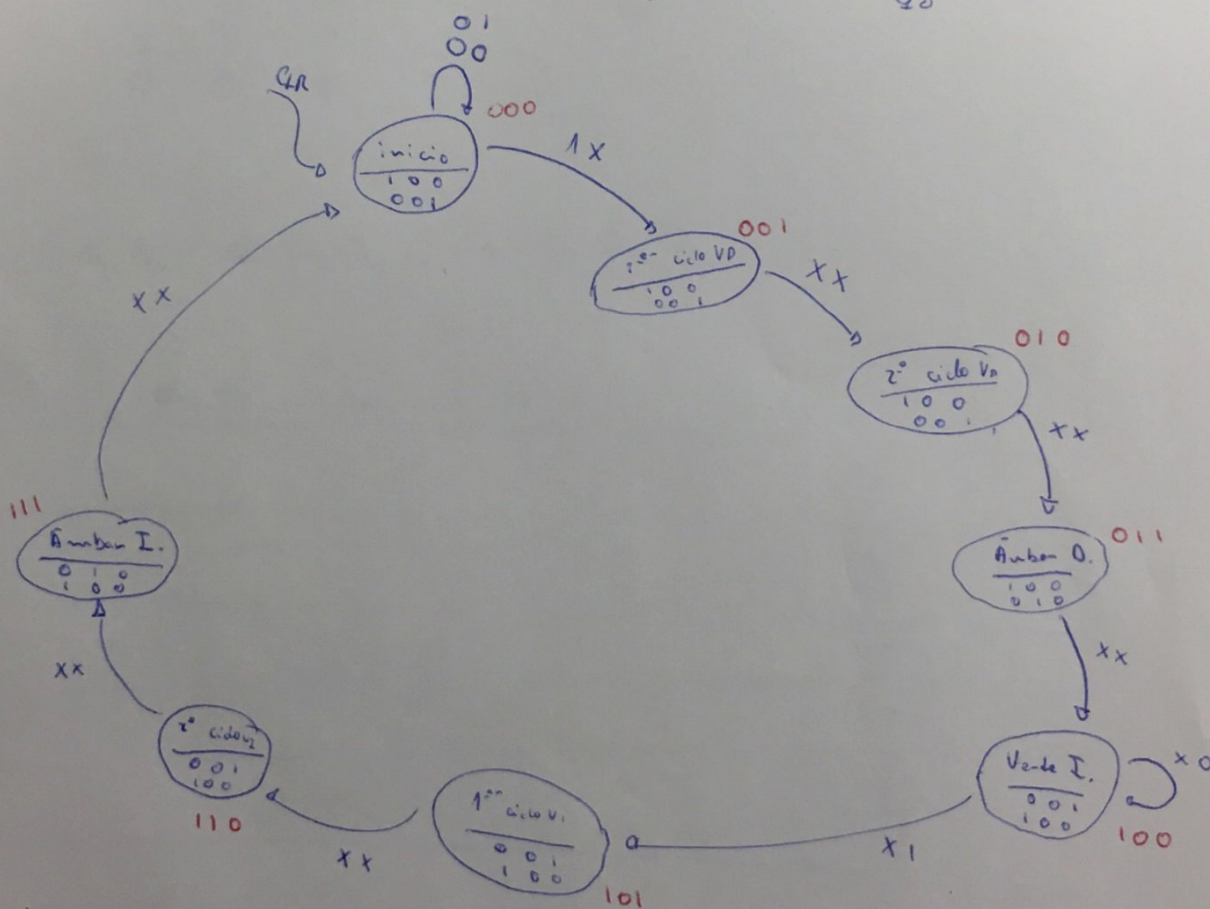 01
00
CLR
000
inicio
100
001
1X
001
1er ciclo VD
100
001
XX
010
2º ciclo VD
100
001
XX
011
Ámbar D.
100
010
XX
Verde I.
001
100
X0
100
X1
1er ciclo VI
001
100
101
XX
2º ciclo VI
001
100
110
XX
111
Ámbar I.
010
100
XX